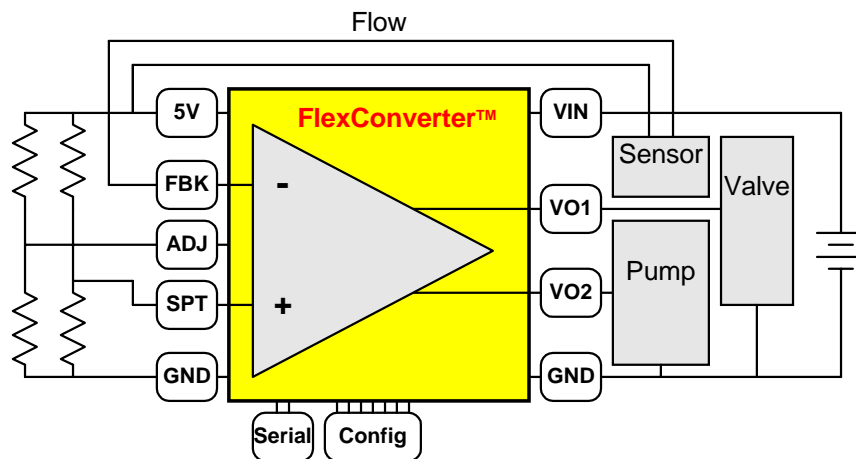 Flow
5V
FlexConverter™
VIN
Sensor
FBK
-
Valve
VO1
ADJ
Pump
SPT
+
VO2
GND
GND
Serial
Config